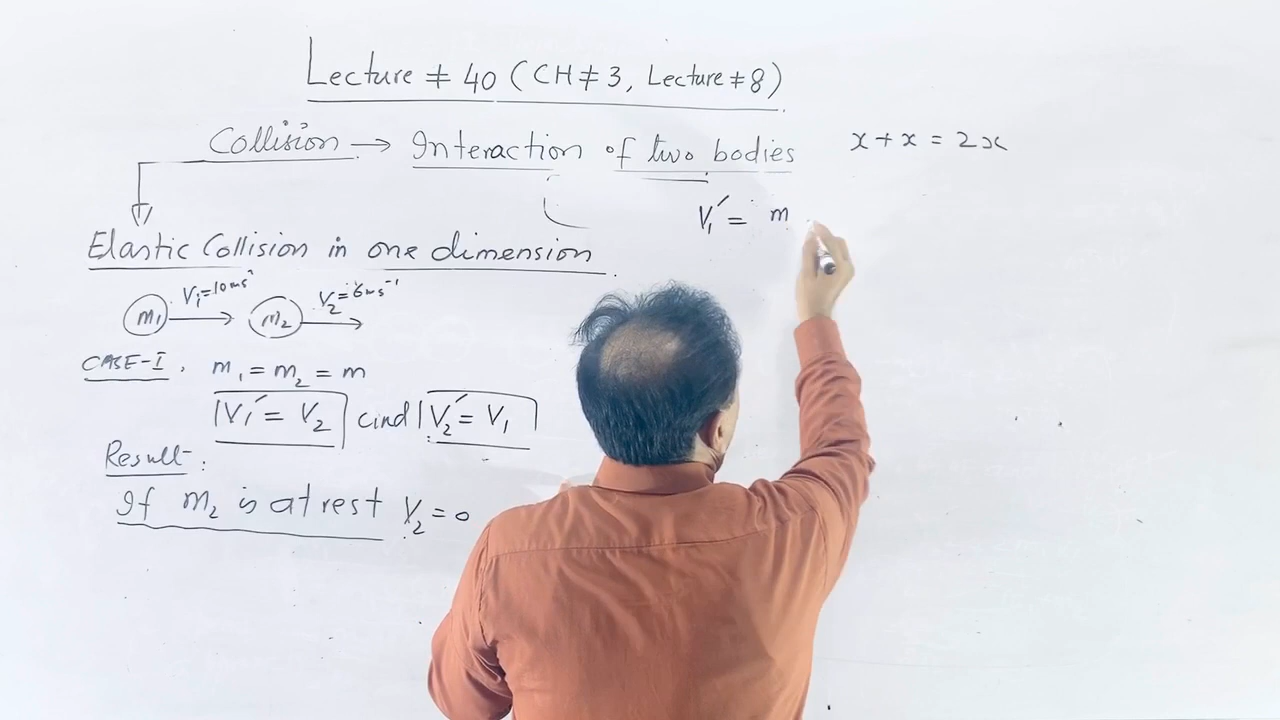 Lecture # 40 (CH # 3, Lecture # 8)
Collision → Interaction of two bodies
x + x = 2x
V₁′ = m
Elastic Collision in one dimension
m₁ V₁=10ms⁻¹ m₂ V₂=6ms⁻¹
CASE-I. m₁ = m₂ = m
V₁′ = V₂ and V₂′ = V₁
Result:
If m₂ is at rest V₂ = 0